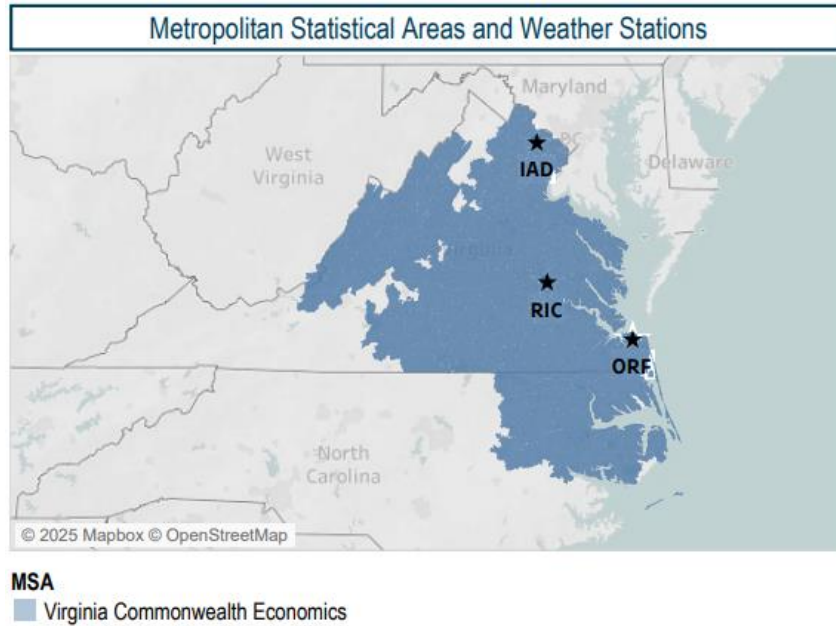 Metropolitan Statistical Areas and Weather Stations
Maryland
DC
West
Virginia
IAD
Delaware
Virginia
RIC
ORF
North
Carolina
© 2025 Mapbox © OpenStreetMap
MSA
Virginia Commonwealth Economics